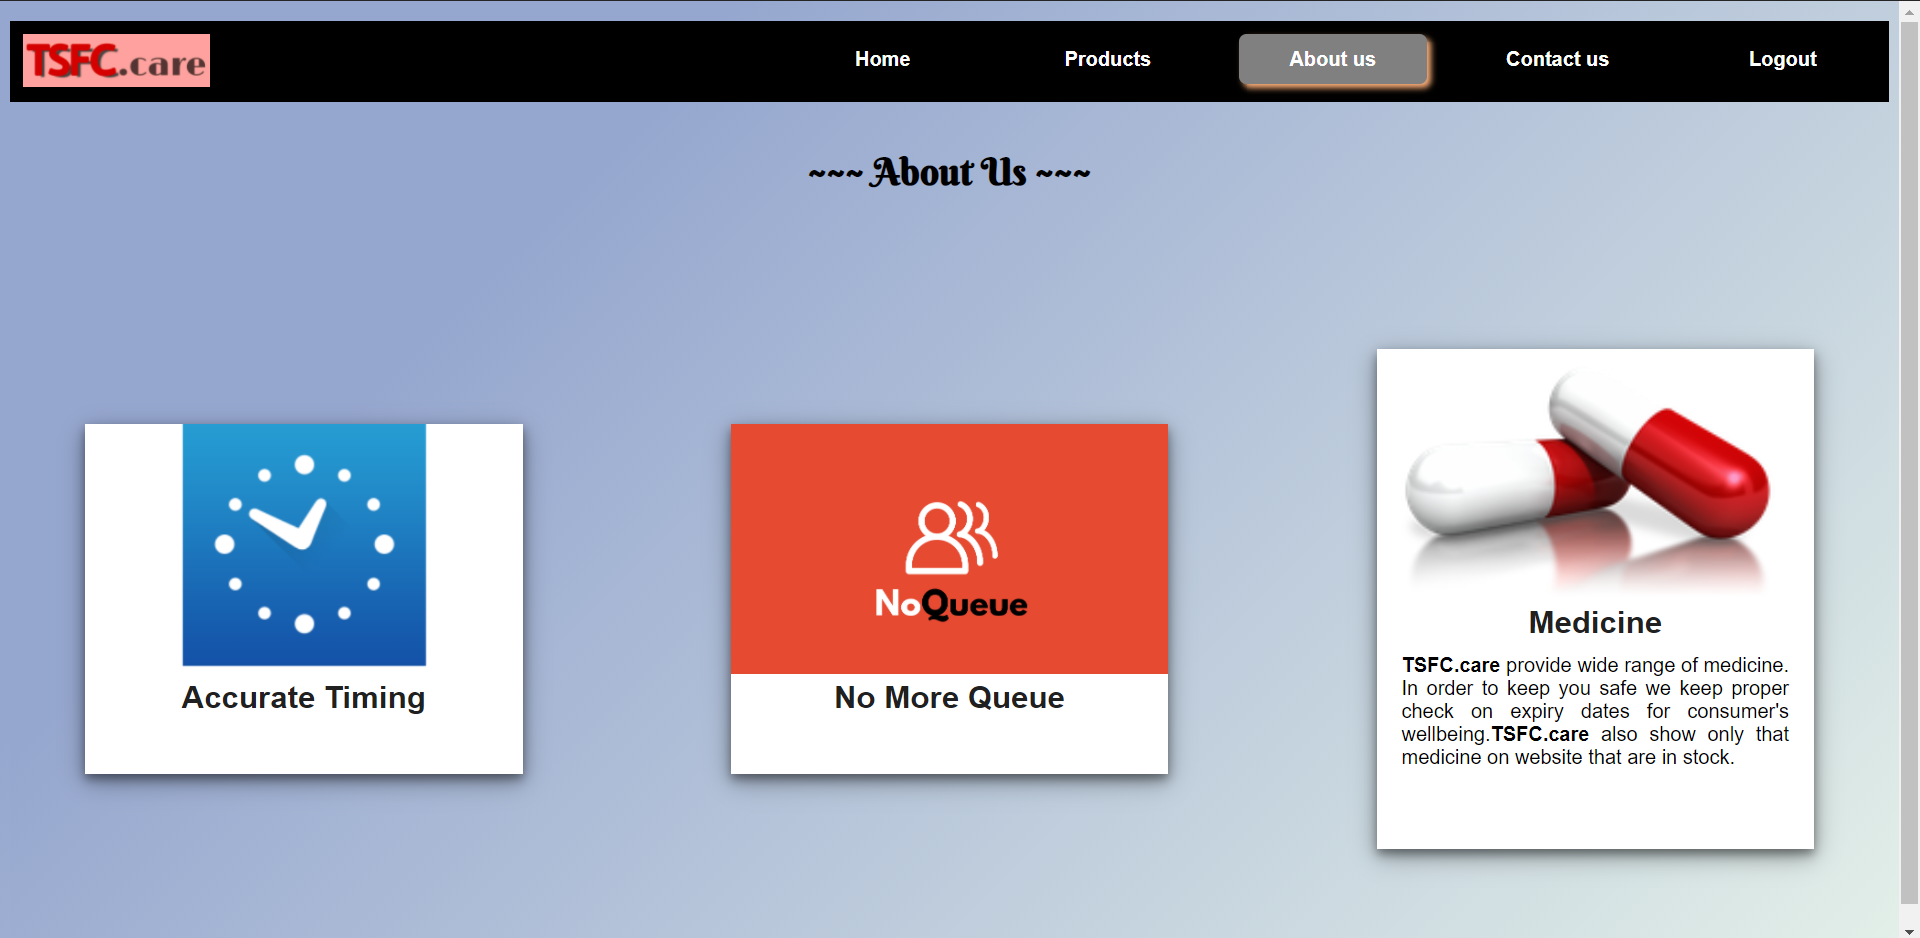 TSFC.care
Home
Products
About us
Contact us
Logout
~~~ About Us ~~~
Accurate Timing
NoQueue
No More Queue
Medicine
TSFC.care provide wide range of medicine.
In order to keep you safe we keep proper
check on expiry dates for consumer's
wellbeing.TSFC.care also show only that
medicine on website that are in stock.